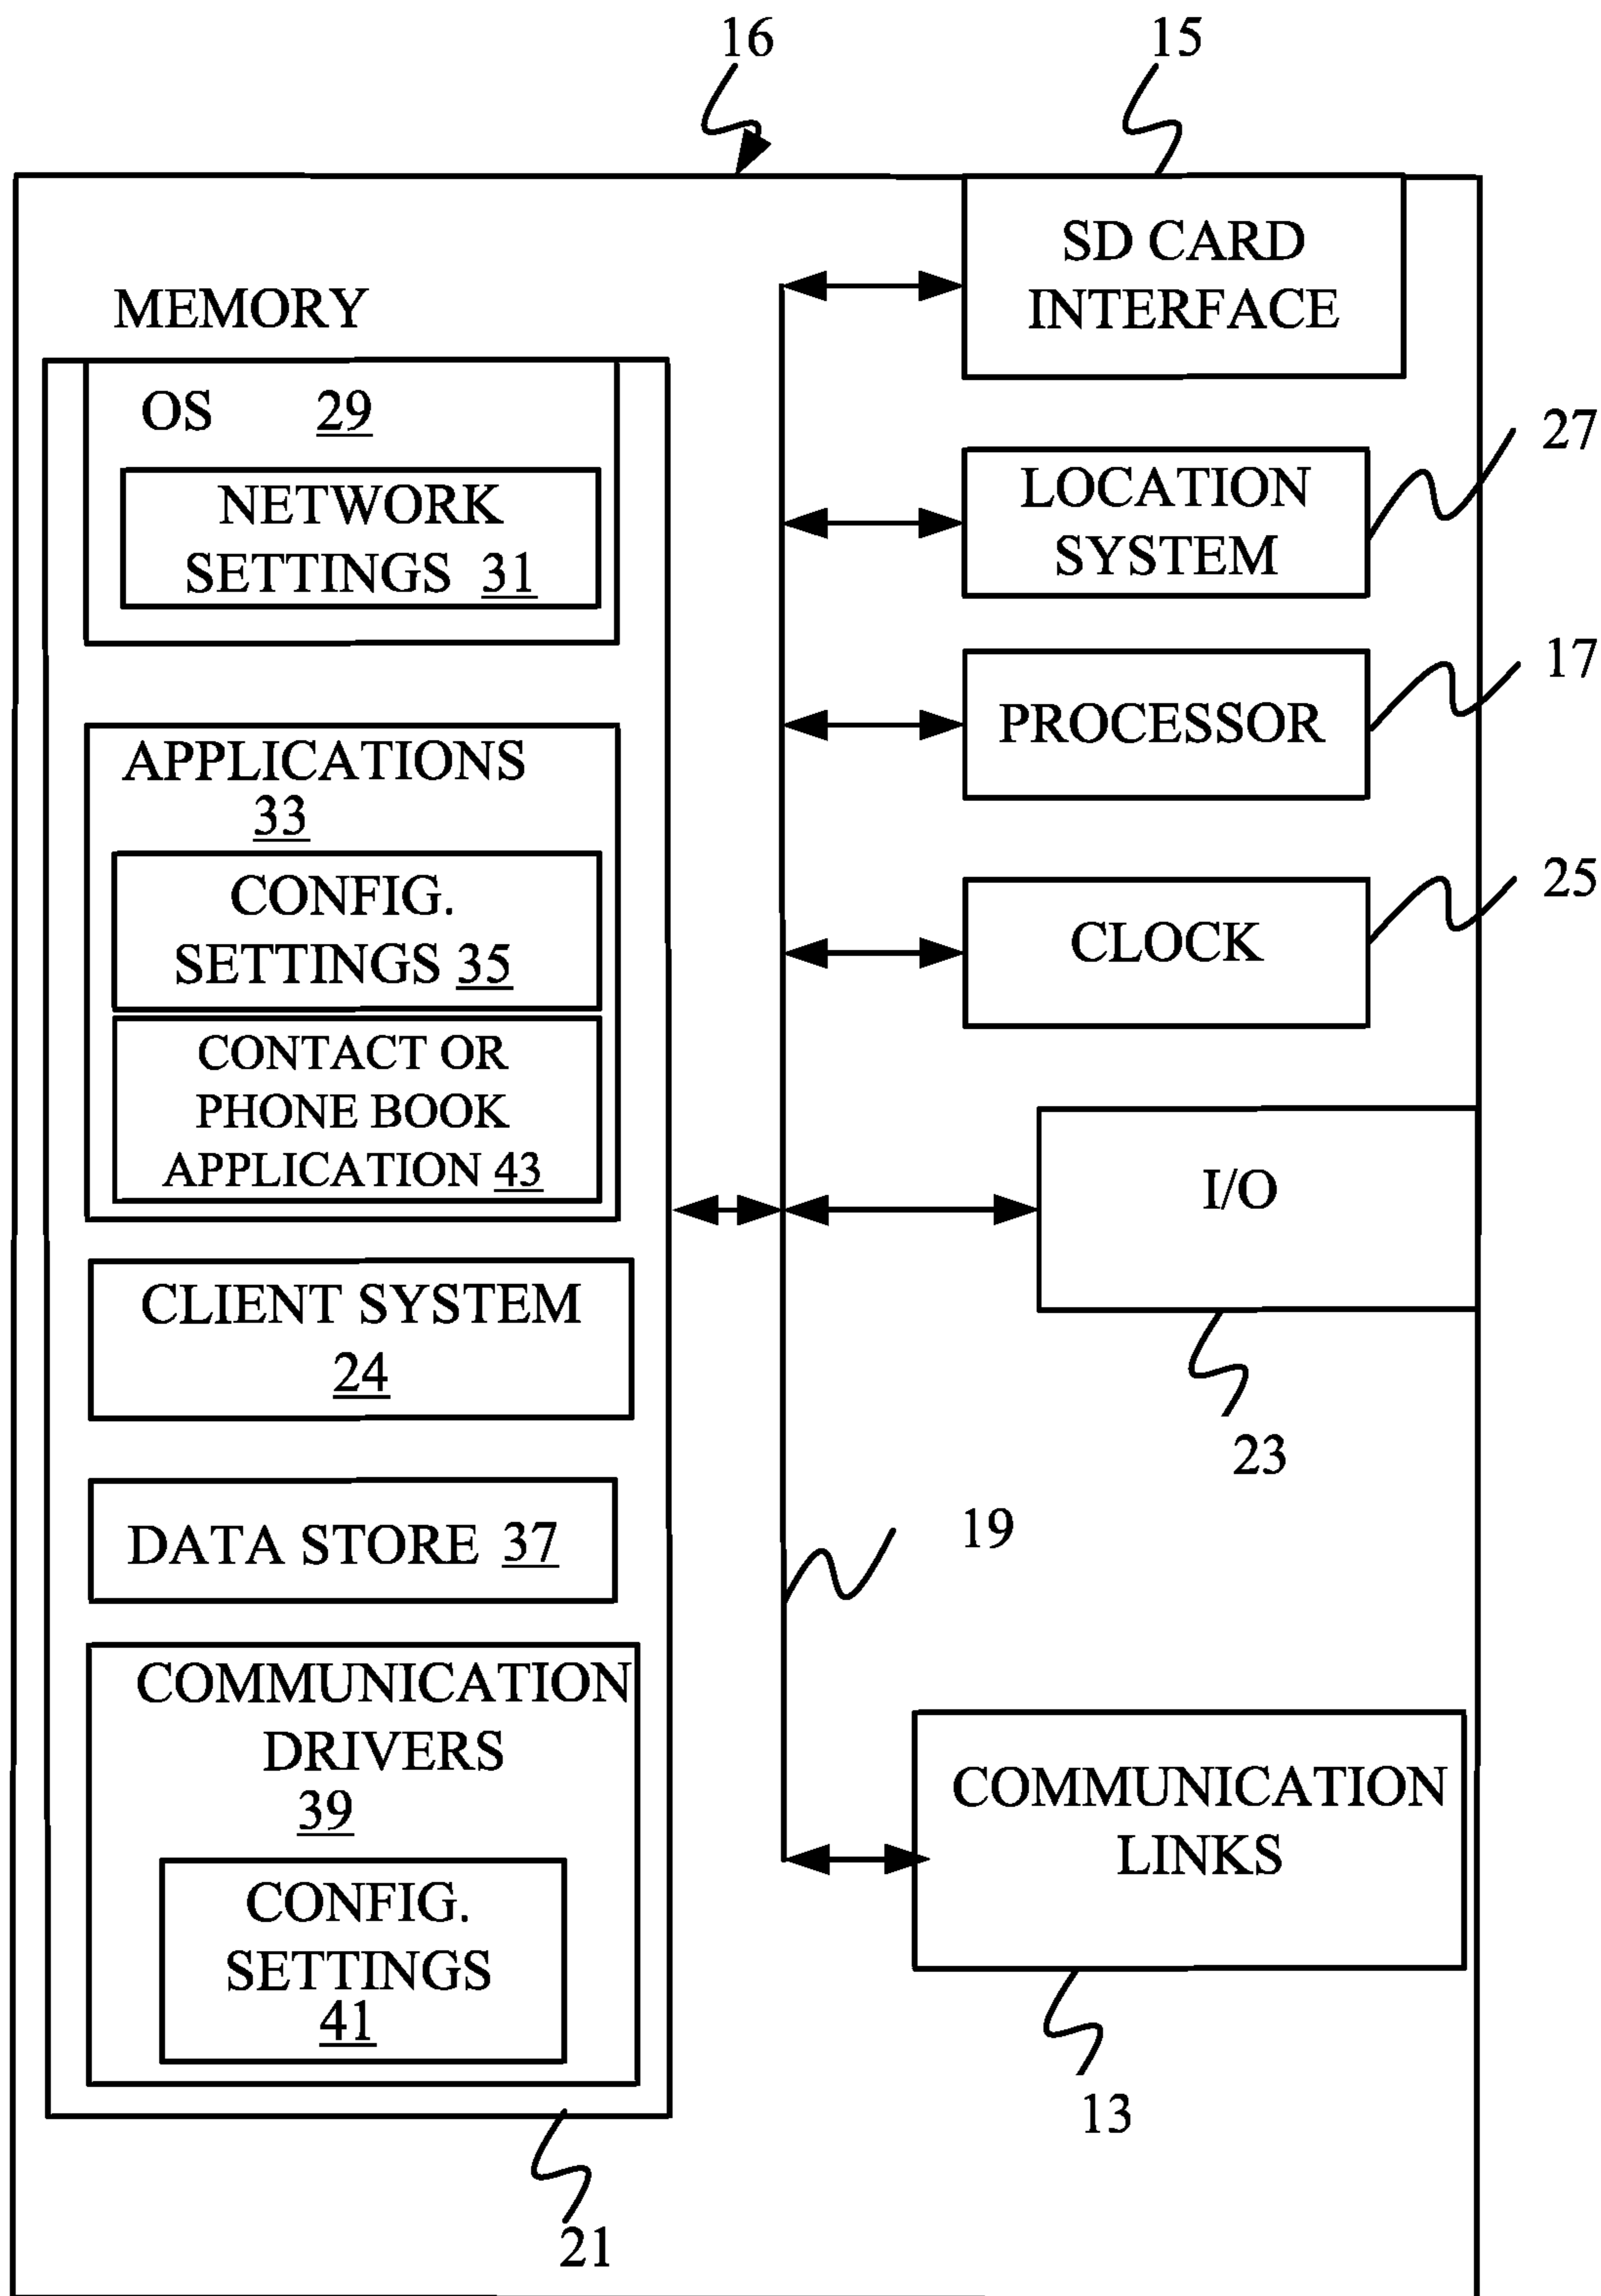 16
15
SD CARD
INTERFACE
MEMORY
OS 29
NETWORK
SETTINGS 31
27
LOCATION
SYSTEM
17
PROCESSOR
APPLICATIONS
33
CONFIG.
SETTINGS 35
25
CLOCK
CONTACT OR
PHONE BOOK
APPLICATION 43
I/O
CLIENT SYSTEM
24
23
DATA STORE 37
19
COMMUNICATION
DRIVERS
39
CONFIG.
SETTINGS
41
COMMUNICATION
LINKS
13
21